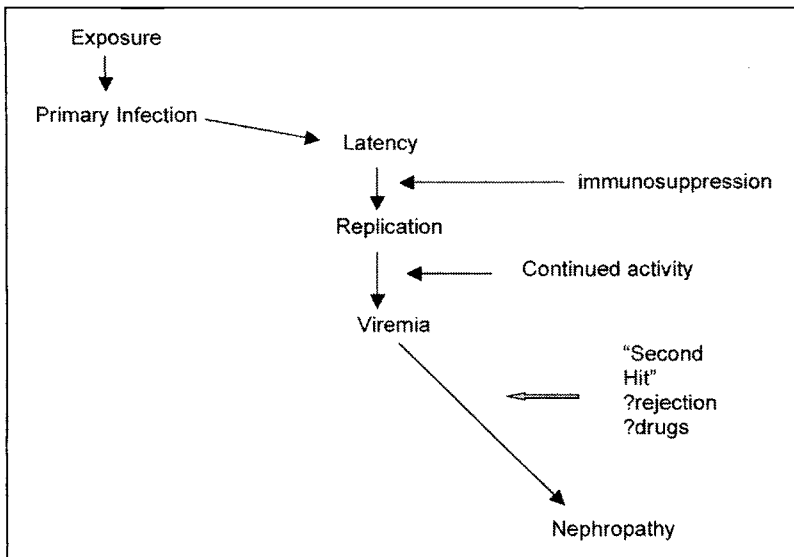 Exposure
Primary Infection
Latency
immunosuppression
Replication
Continued activity
Viremia
“Second
Hit”
?rejection
?drugs
Nephropathy